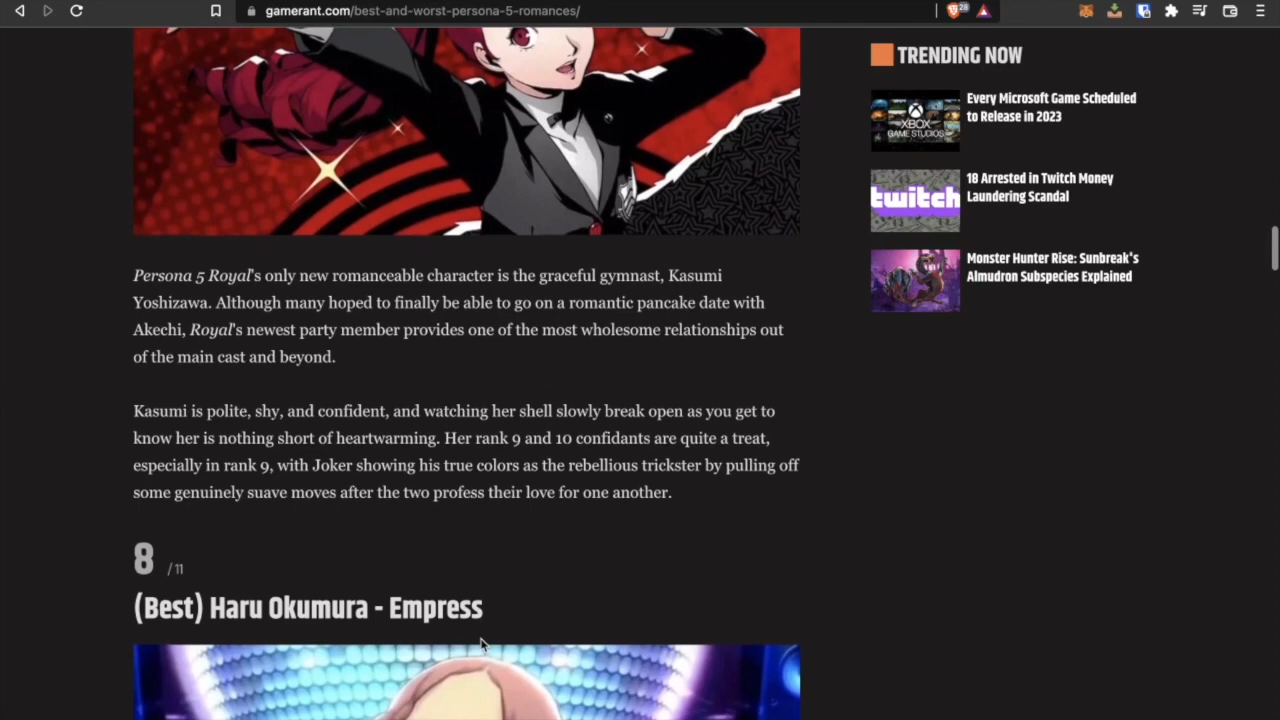 gamerant.com/best-and-worst-persona-5-romances/
28
TRENDING NOW
Every Microsoft Game Scheduled
to Release in 2023
XBOX
GAME STUDIOS
18 Arrested in Twitch Money
Laundering Scandal
twitch
Monster Hunter Rise: Sunbreak's
Almudron Subspecies Explained
Persona 5 Royal's only new romanceable character is the graceful gymnast, Kasumi
Yoshizawa. Although many hoped to finally be able to go on a romantic pancake date with
Akechi, Royal's newest party member provides one of the most wholesome relationships out
of the main cast and beyond.
Kasumi is polite, shy, and confident, and watching her shell slowly break open as you get to
know her is nothing short of heartwarming. Her rank 9 and 10 confidants are quite a treat,
especially in rank 9, with Joker showing his true colors as the rebellious trickster by pulling off
some genuinely suave moves after the two profess their love for one another.
8 /11
(Best) Haru Okumura - Empress